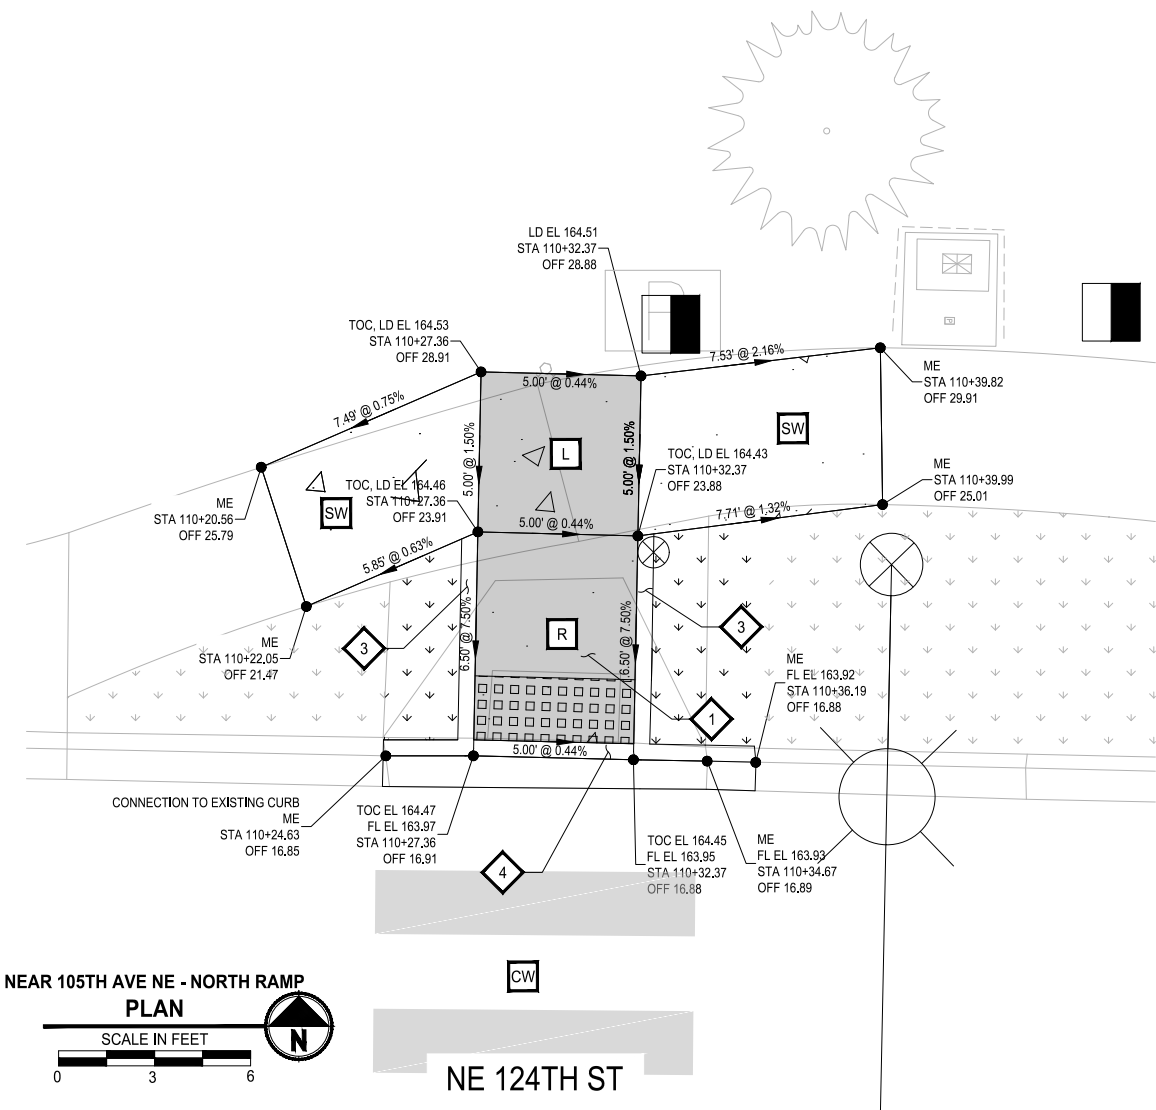 LD EL 164.51
STA 110+32.37
OFF 28.88
TOC, LD EL 164.53
STA 110+27.36
OFF 28.91
7.53' @ 2.16%
5.00' @ 0.44%
ME
STA 110+39.82
OFF 29.91
7.49' @ 0.75%
5.00' @ 1.50%
L
5.00' @ 1.50%
SW
TOC, LD EL 164.43
STA 110+32.37
OFF 23.88
ME
STA 110+39.99
OFF 25.01
TOC, LD EL 164.46
STA 110+27.36
OFF 23.91
SW
ME
STA 110+20.56
OFF 25.79
5.00' @ 0.44%
7.71' @ 1.32%
5.85' @ 0.63%
6.50' @ 7.50%
R
6.50' @ 7.50%
3
3
ME
STA 110+22.05
OFF 21.47
ME
FL EL 163.92
STA 110+36.19
OFF 16.88
1
5.00' @ 0.44%
CONNECTION TO EXISTING CURB
ME
STA 110+24.63
OFF 16.85
TOC EL 164.47
FL EL 163.97
STA 110+27.36
OFF 16.91
TOC EL 164.45
FL EL 163.95
STA 110+32.37
OFF 16.88
ME
FL EL 163.93
STA 110+34.67
OFF 16.89
4
CW
NEAR 105TH AVE NE - NORTH RAMP
PLAN
N
SCALE IN FEET
0 3 6
NE 124TH ST